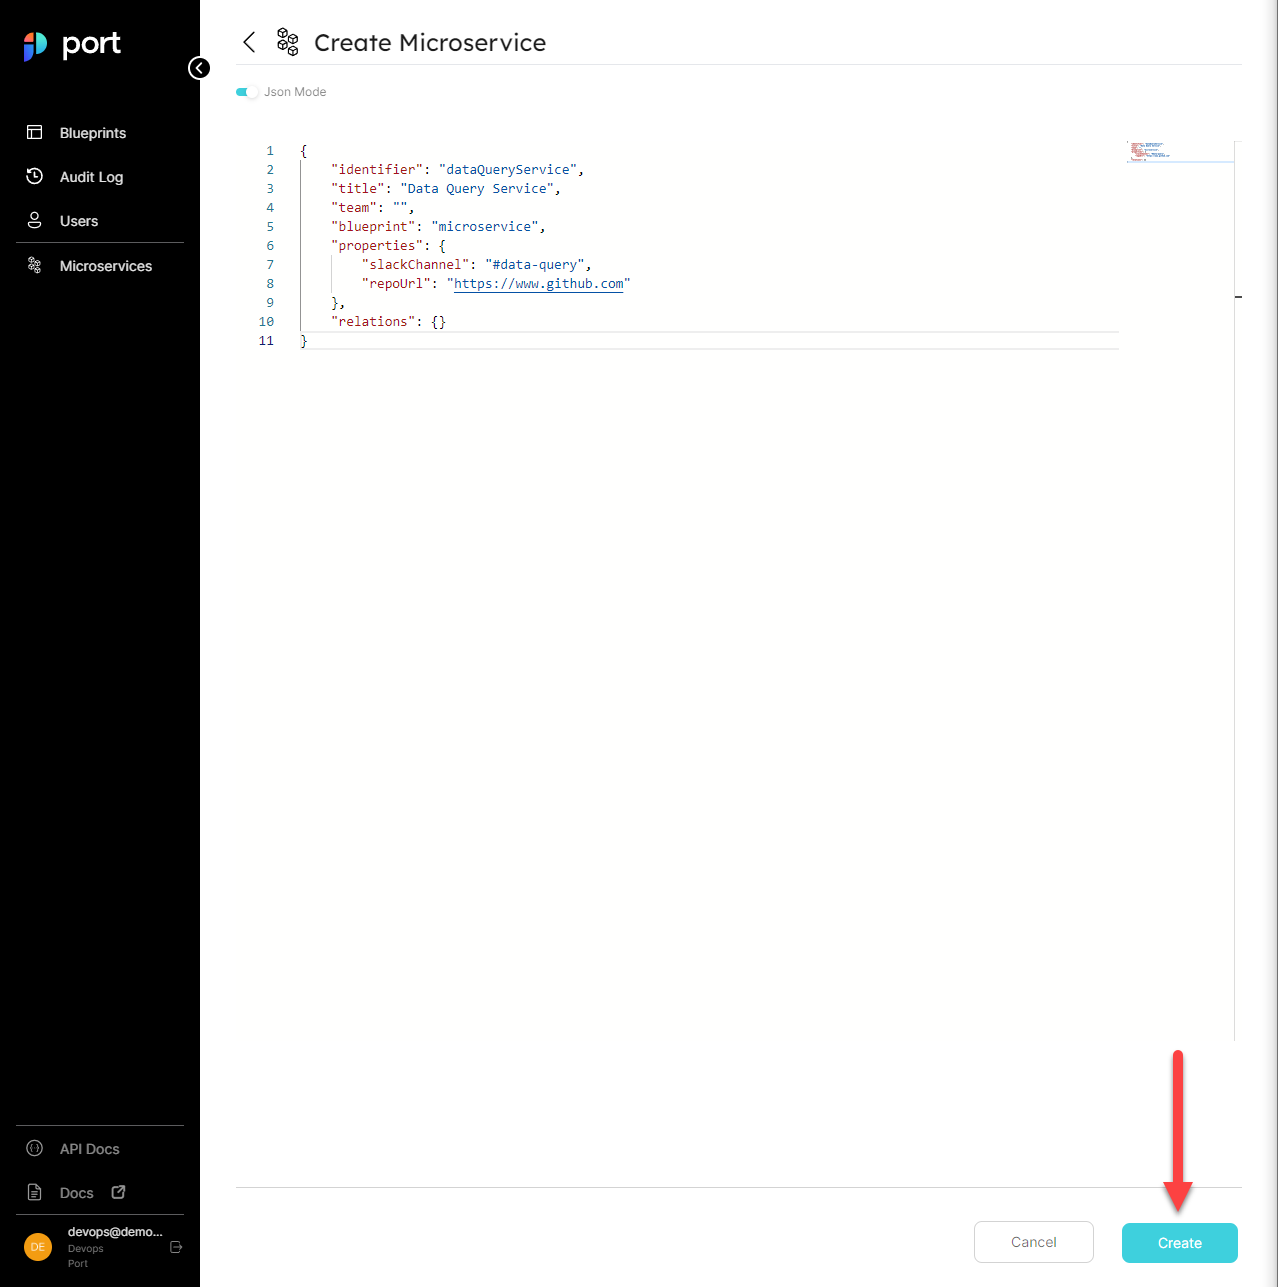 port
Blueprints
Audit Log
Users
Microservices
API Docs
Docs
DE
devops@demo...
Devops
Port
Create Microservice
Json Mode
1 {
2 "identifier": "dataQueryService",
3 "title": "Data Query Service",
4 "team": "",
5 "blueprint": "microservice",
6 "properties": {
7 "slackChannel": "#data-query",
8 "repoUrl": "https://www.github.com"
9 },
10 "relations": {}
11 }
Cancel
Create